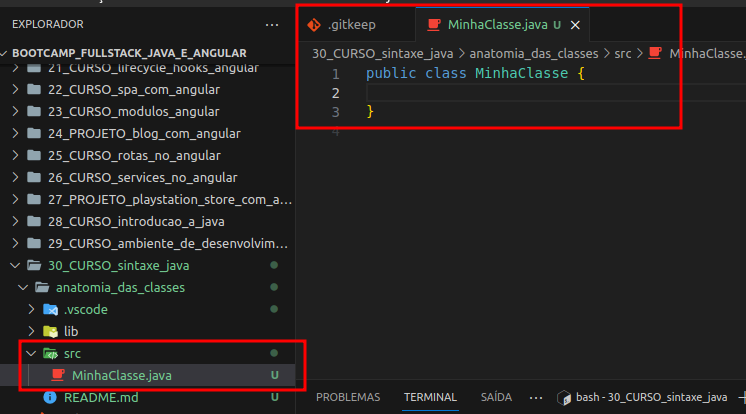 EXPLORADOR ···
BOOTCAMP_FULLSTACK_JAVA_E_ANGULAR
21_CURSO_lifecycle_hooks_angular
22_CURSO_spa_com_angular
23_CURSO_modulos_angular
24_PROJETO_blog_com_angular
25_CURSO_rotas_no_angular
26_CURSO_services_no_angular
27_PROJETO_playstation_store_com_a...
28_CURSO_introducao_a_java
29_CURSO_ambiente_de_desenvolvim...
30_CURSO_sintaxe_java
anatomia_das_classes
.vscode
lib
src
MinhaClasse.java U
README.md U
.gitkeep MinhaClasse.java U ×
30_CURSO_sintaxe_java > anatomia_das_classes > src > MinhaClasse.
1 public class MinhaClasse {
2
3 }
4
PROBLEMAS TERMINAL SAÍDA ··· bash - 30_CURSO_sintaxe_java +